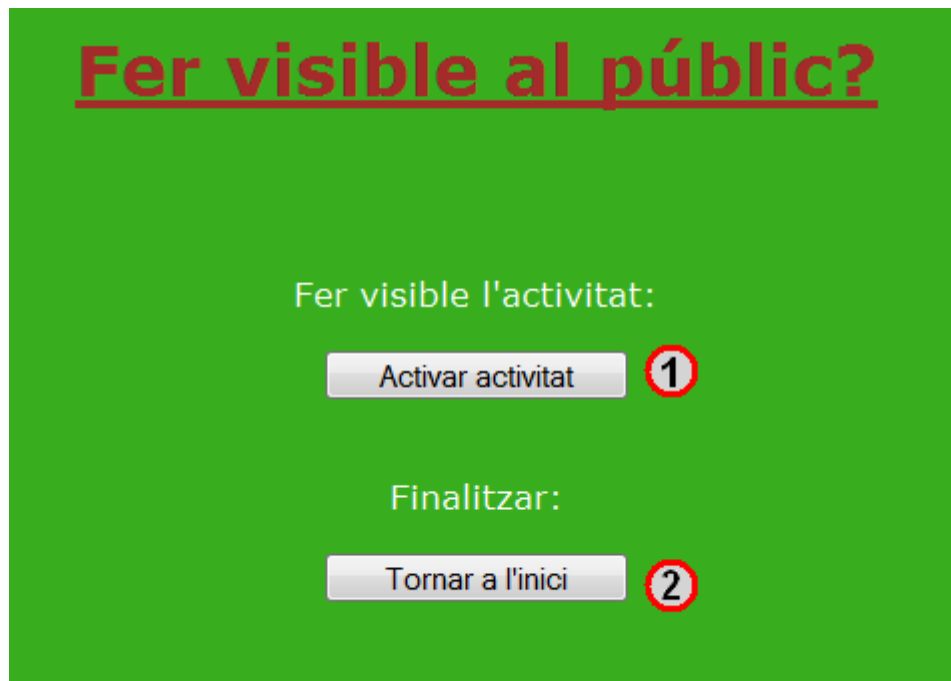 Fer visible al públic?
Fer visible l'activitat:
Activar activitat 1
Finalitzar:
Tornar a l'inici 2